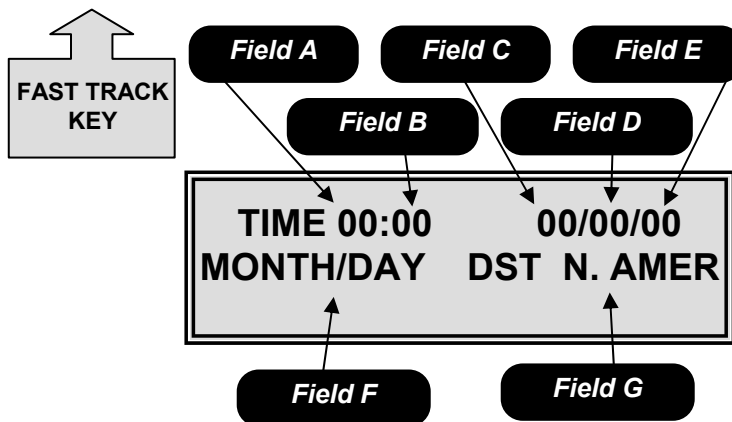 FAST TRACK
KEY
Field A
Field C
Field E
Field B
Field D
TIME 00:00 00/00/00
MONTH/DAY DST N. AMER
Field F
Field G